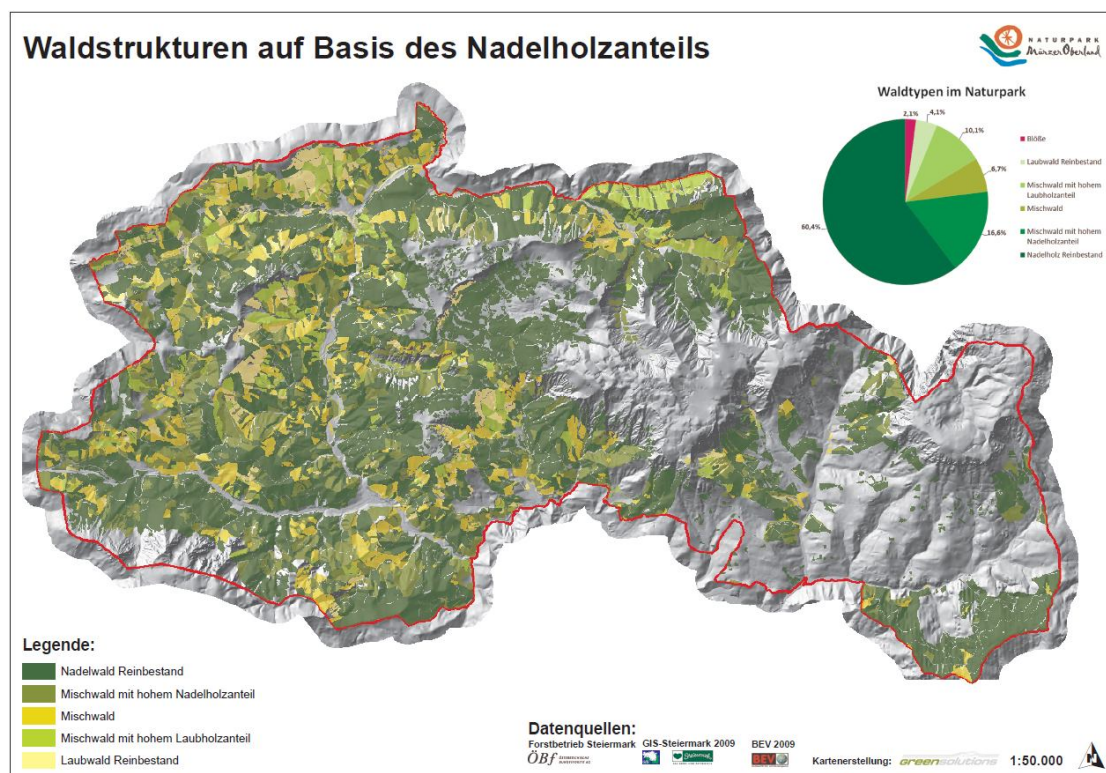 Waldstrukturen auf Basis des Nadelholzanteils
NATURPARK
Mürzer Oberland
Waldtypen im Naturpark
2,1%
4,1%
10,1%
6,7%
16,6%
60,4%
Blöße
Laubwald Reinbestand
Mischwald mit hohem
Laubholzanteil
Mischwald
Mischwald mit hohem
Nadelholzanteil
Nadelholz Reinbestand
Legende:
Nadelwald Reinbestand
Mischwald mit hohem Nadelholzanteil
Mischwald
Mischwald mit hohem Laubholzanteil
Laubwald Reinbestand
Datenquellen:
Forstbetrieb Steiermark GIS-Steiermark 2009 BEV 2009
ÖBf
BEV
Kartenerstellung: greensolutions 1:50.000
N